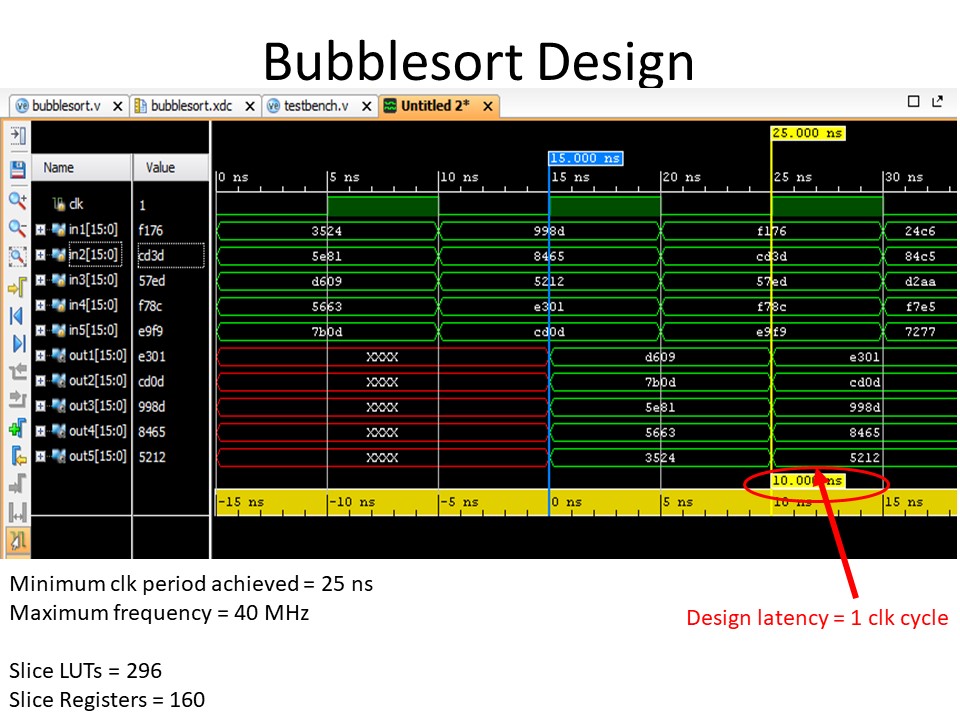 Bubblesort Design
bubblesort.v bubblesort.xdc testbench.v Untitled 2*
25.000 ns
15.000 ns
Name Value 0 ns 5 ns 10 ns 15 ns 20 ns 25 ns 30 ns
clk 1
in1[15:0] f176 3524 998d f176 24c6
in2[15:0] cd3d 5e81 8465 cd3d 84c5
in3[15:0] 57ed d609 5212 57ed d2aa
in4[15:0] f78c 5663 e301 f78c f7e5
in5[15:0] e9f9 7b0d cd0d e9f9 7277
out1[15:0] e301 XXXX d609 e301
out2[15:0] cd0d XXXX 7b0d cd0d
out3[15:0] 998d XXXX 5e81 998d
out4[15:0] 8465 XXXX 5663 8465
out5[15:0] 5212 XXXX 3524 5212
10.000 ns
-15 ns -10 ns -5 ns 0 ns 5 ns 10 ns 15 ns
Minimum clk period achieved = 25 ns
Maximum frequency = 40 MHz
Design latency = 1 clk cycle
Slice LUTs = 296
Slice Registers = 160